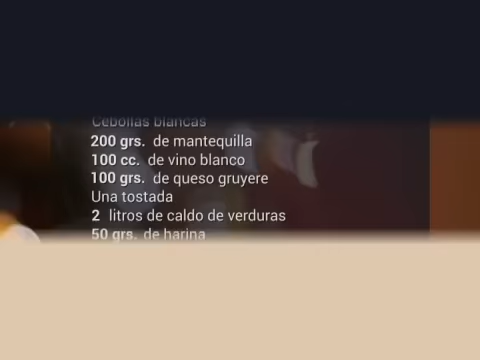 Cebollas blancas
200 grs. de mantequilla
100 cc. de vino blanco
100 grs. de queso gruyere
Una tostada
2 litros de caldo de verduras
50 grs. de harina